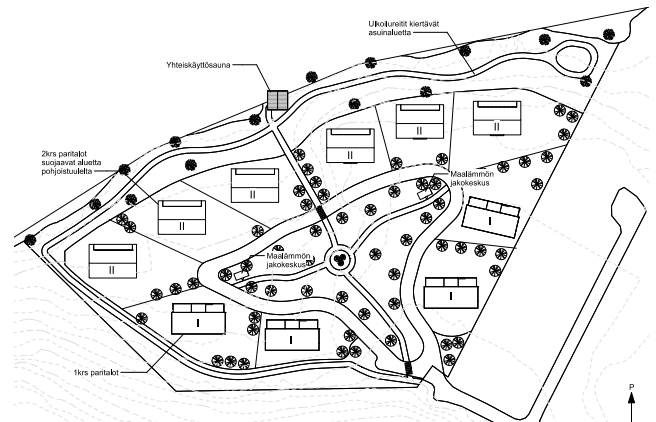 Ulkoilureitit kiertävät
asuinaluetta
Yhteiskäyttösauna
2krs paritalot
suojaavat aluetta
pohjoistuulelta
II
II
II
Maalämmön
jakokeskus
II
II
I
II
Maalämmön
jakokeskus
I
I
I
1krs paritalot
P